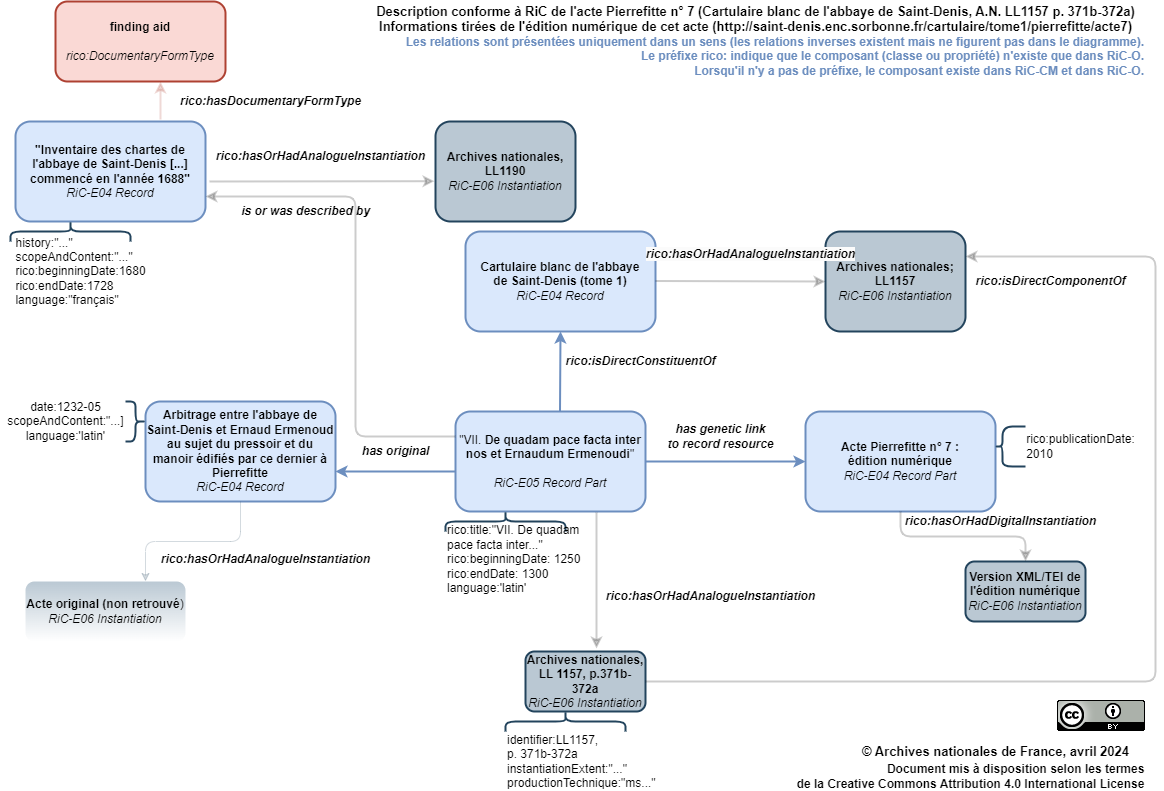 Description conforme à RiC de l'acte Pierrefitte n° 7 (Cartulaire blanc de l'abbaye de Saint-Denis, A.N. LL1157 p. 371b-372a)
Informations tirées de l'édition numérique de cet acte (http://saint-denis.enc.sorbonne.fr/cartulaire/tome1/pierrefitte/acte7)
Les relations sont présentées uniquement dans un sens (les relations inverses existent mais ne figurent pas dans le diagramme).
Le préfixe rico: indique que le composant (classe ou propriété) n'existe que dans RiC-O.
Lorsqu'il n'y a pas de préfixe, le composant existe dans RiC-CM et dans RiC-O.
finding aid
rico:DocumentaryFormType
rico:hasDocumentaryFormType
"Inventaire des chartes de
l'abbaye de Saint-Denis [...]
commencé en l'année 1688"
RiC-E04 Record
rico:hasOrHadAnalogueInstantiation
Archives nationales,
LL1190
RiC-E06 Instantiation
is or was described by
history:"..."
scopeAndContent:"..."
rico:beginningDate:1680
rico:endDate:1728
language:"français"
Cartulaire blanc de l'abbaye
de Saint-Denis (tome 1)
RiC-E04 Record
rico:hasOrHadAnalogueInstantiation
Archives nationales;
LL1157
RiC-E06 Instantiation
rico:isDirectComponentOf
rico:isDirectConstituentOf
date:1232-05
scopeAndContent:"...]
language:'latin'
Arbitrage entre l'abbaye de
Saint-Denis et Ernaud Ermenoud
au sujet du pressoir et du
manoir édifiés par ce dernier à
Pierrefitte
RiC-E04 Record
has original
"VII. De quadam pace facta inter
nos et Ernaudum Ermenoudi"
RiC-E05 Record Part
has genetic link
to record resource
Acte Pierrefitte n° 7 :
édition numérique
RiC-E04 Record Part
rico:publicationDate:
2010
rico:title:"VII. De quadam
pace facta inter..."
rico:beginningDate: 1250
rico:endDate: 1300
language:'latin'
rico:hasOrHadDigitalInstantiation
rico:hasOrHadAnalogueInstantiation
Acte original (non retrouvé)
RiC-E06 Instantiation
Version XML/TEI de
l'édition numérique
RiC-E06 Instantiation
rico:hasOrHadAnalogueInstantiation
Archives nationales,
LL 1157, p.371b-
372a
RiC-E06 Instantiation
identifier:LL1157,
p. 371b-372a
instantiationExtent:"..."
productionTechnique:"ms..."
cc
BY
© Archives nationales de France, avril 2024
Document mis à disposition selon les termes
de la Creative Commons Attribution 4.0 International License